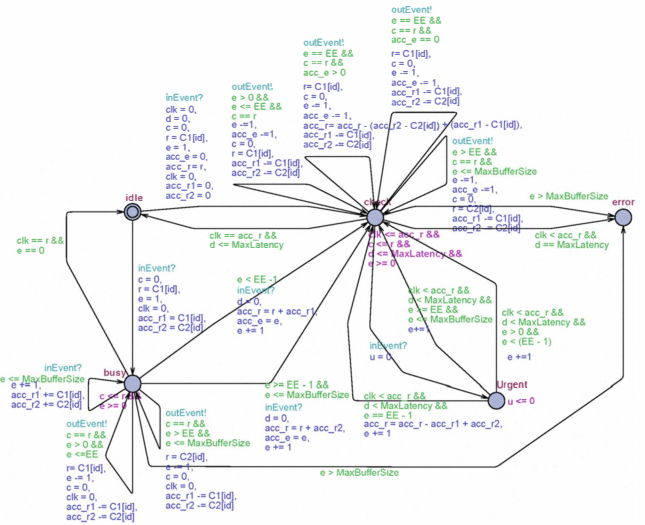 outEvent!
e == EE &&
c == r &&
acc_e == 0
r= C1[id],
c = 0,
e -= 1,
acc_e -= 1,
acc_r1 -= C1[id],
acc_r2 -= C2[id]
outEvent!
e == EE &&
c == r &&
acc_e > 0
r= C1[id],
c = 0,
e -= 1,
acc_e -= 1,
acc_r= acc_r - (acc_r2 - C2[id]) + (acc_r1 - C1[id]),
acc_r1 -= C1[id],
acc_r2 -= C2[id]
outEvent!
e > 0 &&
e <= EE &&
c == r
e -=1,
acc_e -=1,
c = 0,
r = C1[id],
acc_r1 -= C1[id],
acc_r2 -= C2[id]
inEvent?
clk = 0,
d = 0,
c = 0,
r = C1[id],
e = 1,
acc_e = 0,
acc_r= r,
clk = 0,
acc_r1= 0,
acc_r2 = 0
outEvent!
e > EE &&
c == r &&
e <= MaxBufferSize
e -=1,
acc_e -=1,
c = 0,
r = C2[id],
acc_r1 -= C1[id],
acc_r2 -= C2[id]
idle
check
e > MaxBufferSize
error
clk == r &&
e == 0
clk == acc_r &&
d <= MaxLatency
clk <= acc_r &&
c <= r &&
d <= MaxLatency &&
e >= 0
clk < acc_r &&
d == MaxLatency
inEvent?
c = 0,
r = C1[id],
e = 1,
clk = 0,
acc_r1 = C1[id],
acc_r2 = C2[id]
e < EE -1
inEvent?
d = 0,
acc_r = r + acc_r1,
acc_e = e,
e += 1
clk < acc_r &&
d < MaxLatency &&
e >= EE &&
e <= MaxBufferSize
e+= 1
clk < acc_r &&
d < MaxLatency &&
e > 0 &&
e < (EE - 1)
e +=1
inEvent?
u = 0
inEvent?
e <= MaxBufferSize
e += 1,
acc_r1 += C1[id],
acc_r2 += C2[id]
busy
c <= r &&
e >= 0
e >= EE - 1 &&
e <= MaxBufferSize
inEvent?
d = 0,
acc_r = r + acc_r2,
acc_e = e,
e += 1
clk < acc_r &&
d < MaxLatency &&
e == EE - 1
acc_r = acc_r - acc_r1 + acc_r2,
e += 1
Urgent
u <= 0
outEvent!
c == r &&
e > 0 &&
e <=EE
r= C1[id],
e -= 1,
c = 0,
clk = 0,
acc_r1 -= C1[id],
acc_r2 -= C2[id]
outEvent!
c == r &&
e > EE &&
e <= MaxBufferSize
r = C2[id],
e -= 1,
c = 0,
clk = 0,
acc_r1 -= C1[id],
acc_r2 -= C2[id]
e > MaxBufferSize